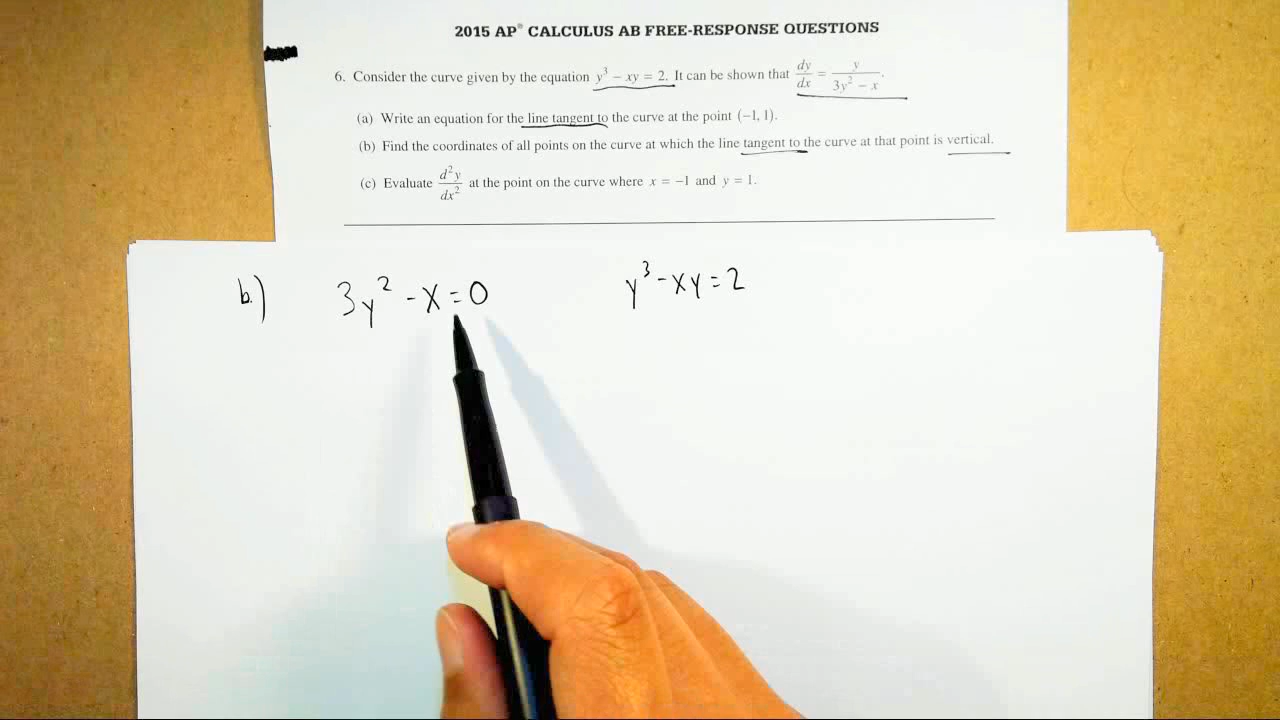 2015 AP® CALCULUS AB FREE-RESPONSE QUESTIONS
6. Consider the curve given by the equation y³ − xy = 2. It can be shown that dy/dx = y/(3y² − x).
(a) Write an equation for the line tangent to the curve at the point (−1, 1).
(b) Find the coordinates of all points on the curve at which the line tangent to the curve at that point is vertical.
(c) Evaluate d²y/dx² at the point on the curve where x = −1 and y = 1.
b.) 3y² - x = 0 y³ - xy = 2